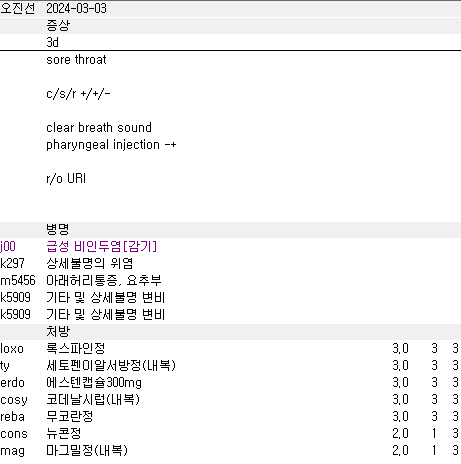 오진선 2024-03-03
증상
3d
sore throat
c/s/r +/+/-
clear breath sound
pharyngeal injection -+
r/o URI
병명
j00 급성 비인두염[감기]
k297 상세불명의 위염
m5456 아래허리통증, 요추부
k5909 기타 및 상세불명 변비
k5909 기타 및 상세불명 변비
처방
loxo 록스파인정 3.0 3 3
ty 세토펜미알서방정(내복) 3.0 3 3
erdo 에스텐캡슐300mg 3.0 3 3
cosy 코데날시럽(내복) 3.0 3 3
reba 무코란정 3.0 3 3
cons 뉴콘정 2.0 1 3
mag 마그밀정(내복) 2.0 1 3